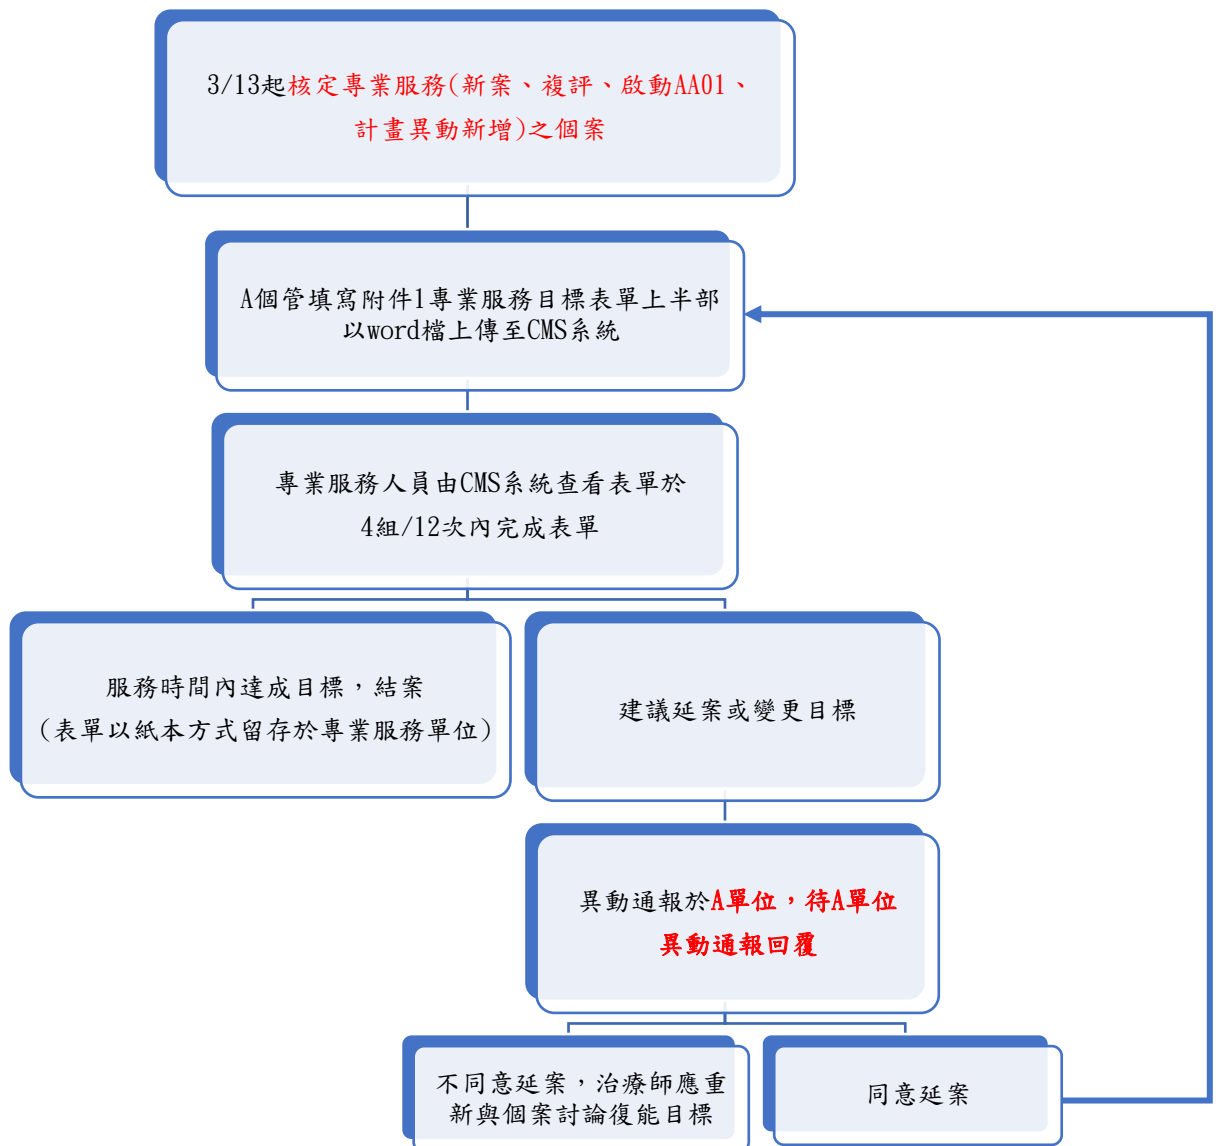 3/13起核定專業服務(新案、複評、啟動AA01、
計畫異動新增)之個案
A個管填寫附件1專業服務目標表單上半部
以word檔上傳至CMS系統
專業服務人員由CMS系統查看表單於
4組/12次內完成表單
服務時間內達成目標，結案
(表單以紙本方式留存於專業服務單位)
建議延案或變更目標
異動通報於A單位，待A單位
異動通報回覆
不同意延案，治療師應重
新與個案討論復能目標
同意延案